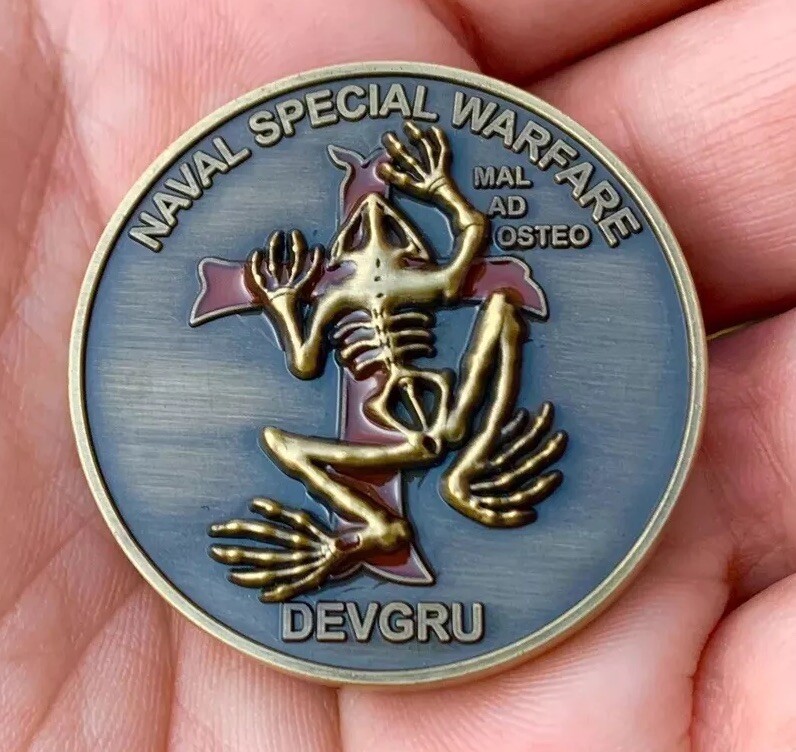 NAVAL SPECIAL WARFARE
MAL
AD
OSTEO
DEVGRU